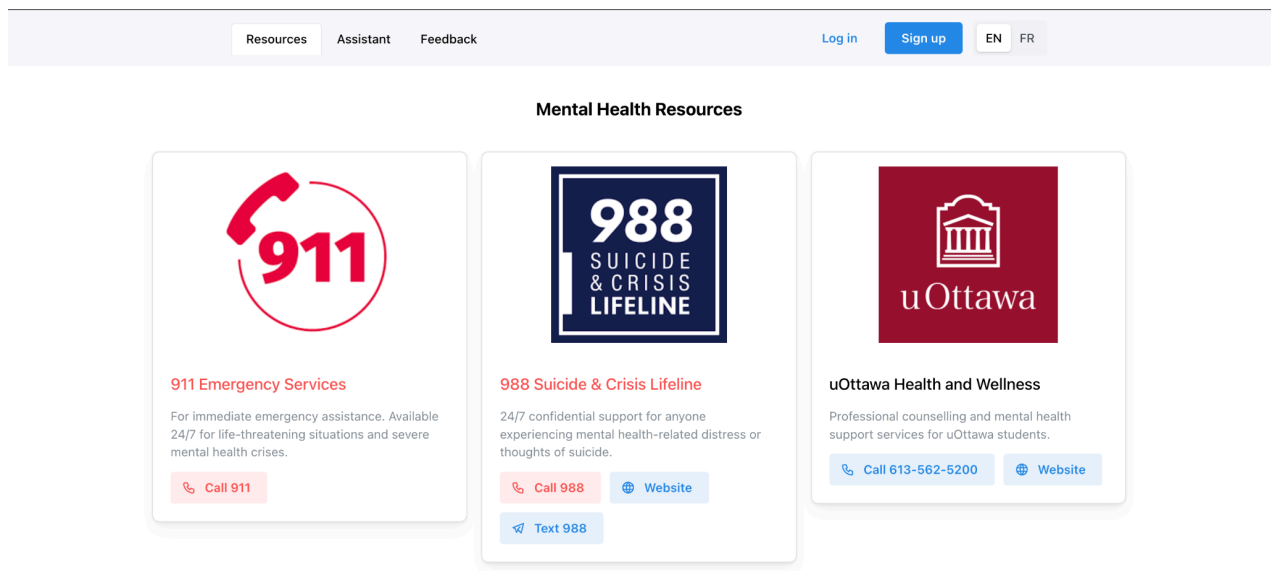 Resources Assistant Feedback Log in Sign up EN FR
Mental Health Resources
911
911 Emergency Services
For immediate emergency assistance. Available
24/7 for life-threatening situations and severe
mental health crises.
Call 911
988
SUICIDE
& CRISIS
LIFELINE
988 Suicide & Crisis Lifeline
24/7 confidential support for anyone
experiencing mental health-related distress or
thoughts of suicide.
Call 988 Website
Text 988
uOttawa
uOttawa Health and Wellness
Professional counselling and mental health
support services for uOttawa students.
Call 613-562-5200 Website